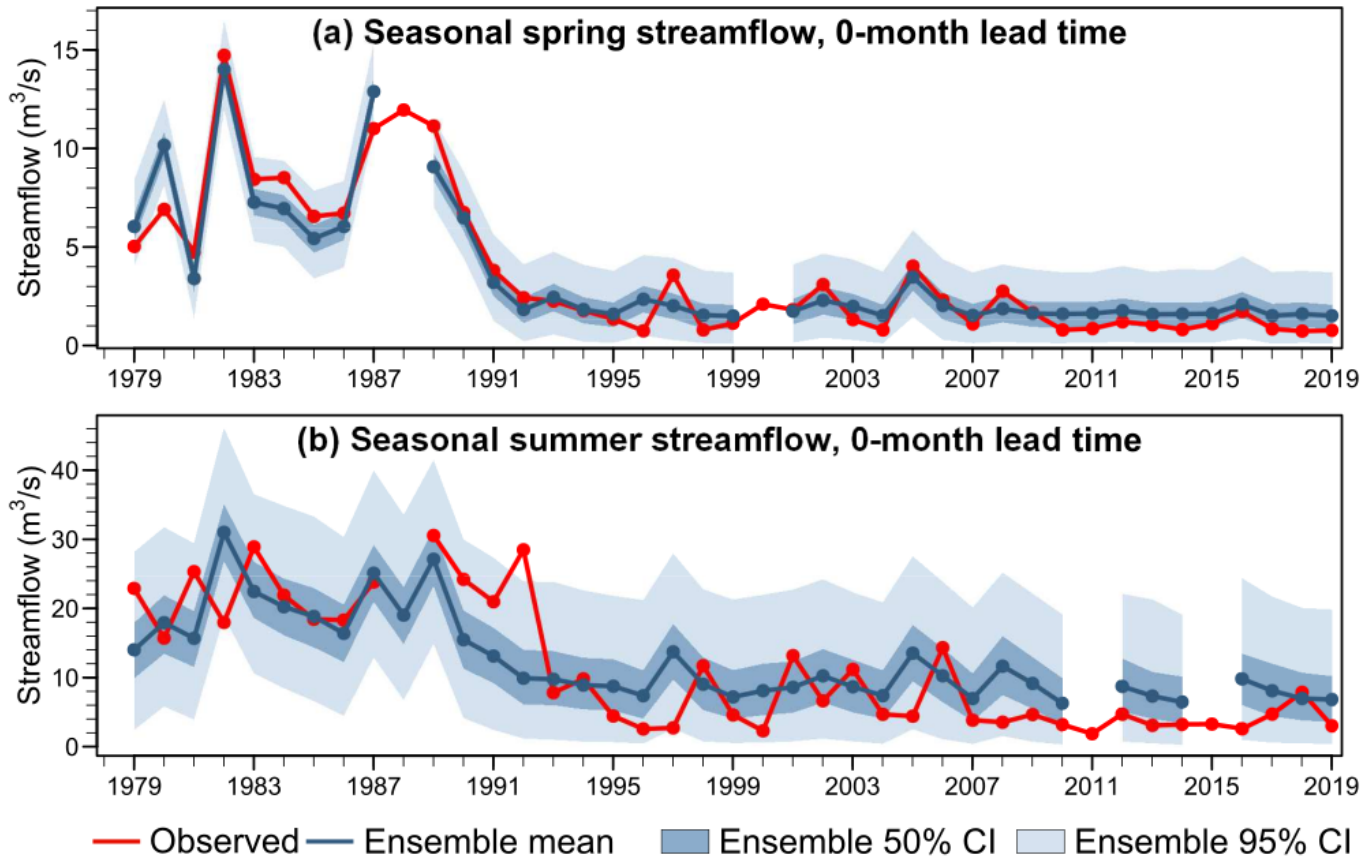 (a) Seasonal spring streamflow, 0-month lead time
Streamflow (m³/s)
15
10
5
0
1979 1983 1987 1991 1995 1999 2003 2007 2011 2015 2019
(b) Seasonal summer streamflow, 0-month lead time
Streamflow (m³/s)
40
30
20
10
0
1979 1983 1987 1991 1995 1999 2003 2007 2011 2015 2019
Observed Ensemble mean Ensemble 50% CI Ensemble 95% CI